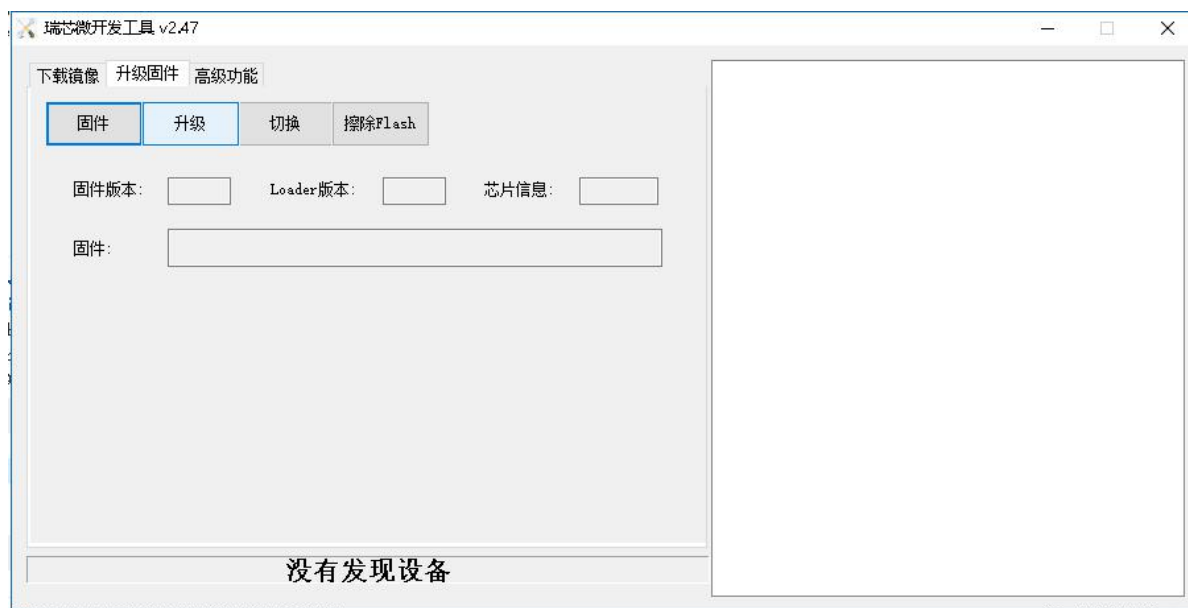 瑞芯微开发工具 v2.47
下载镜像 升级固件 高级功能
固件 升级 切换 擦除Flash
固件版本: Loader版本: 芯片信息:
固件:
没有发现设备